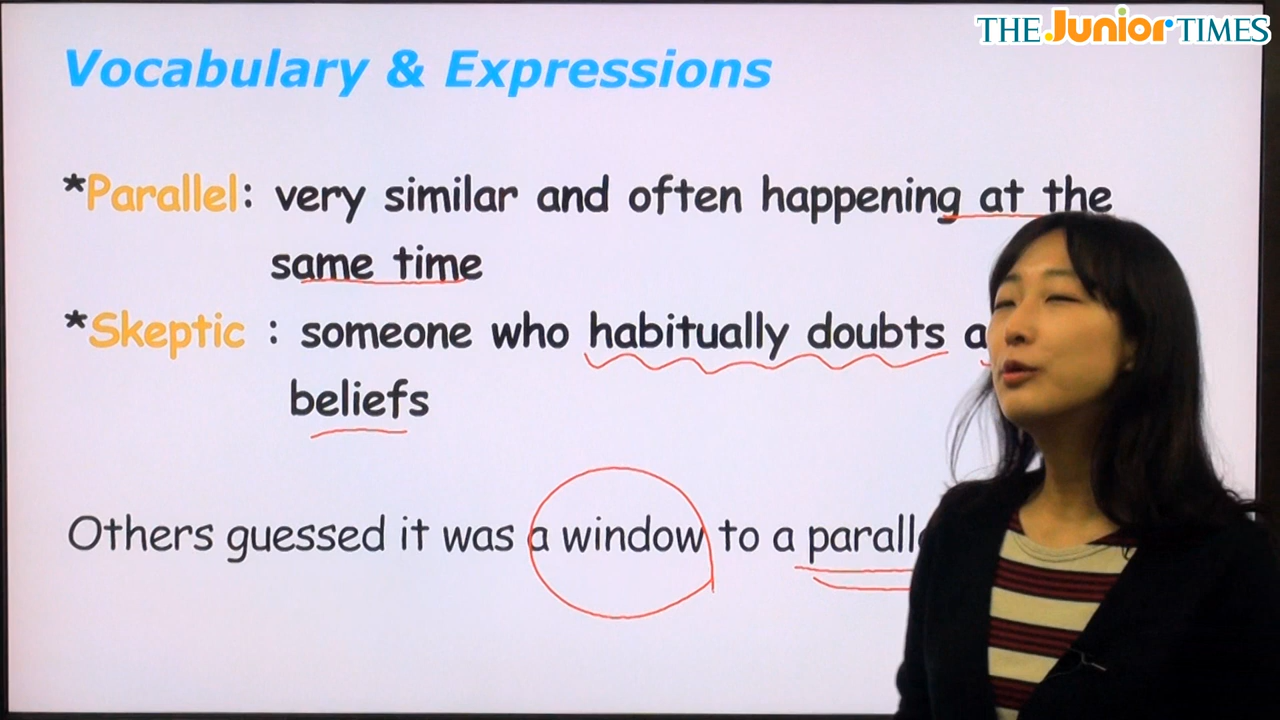 THE Junior TIMES
Vocabulary & Expressions
*Parallel: very similar and often happening at the
same time
*Skeptic : someone who habitually doubts
beliefs
Others guessed it was a window to a